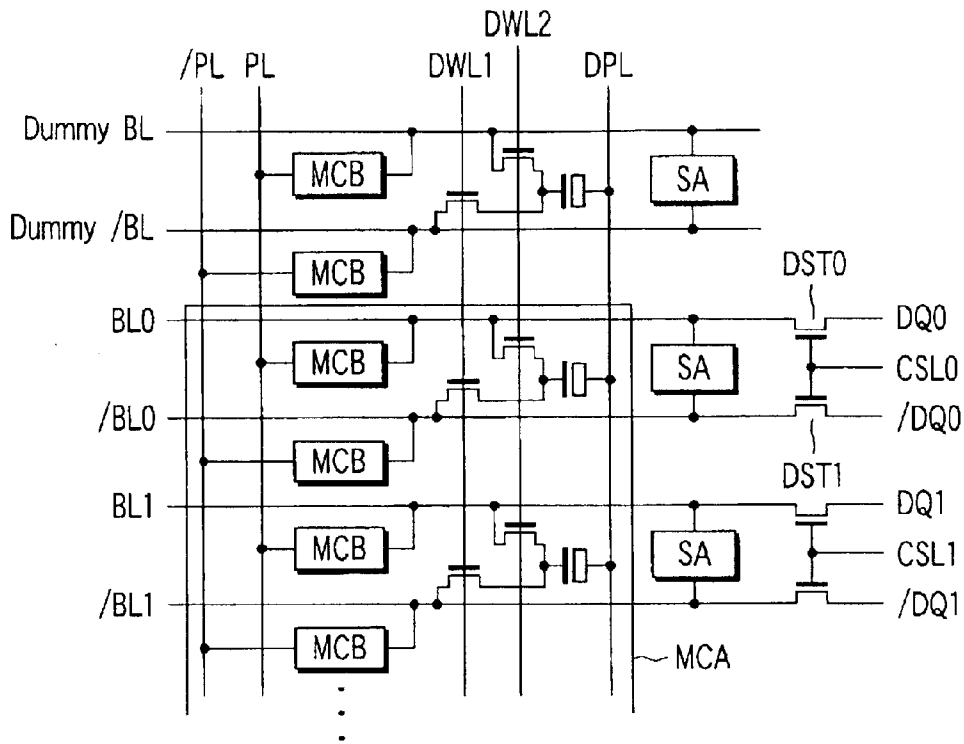 DWL2
/PL PL DWL1 DPL
Dummy BL
MCB
SA
Dummy /BL
MCB
DST0
BL0
DQ0
MCB
SA
CSL0
/BL0
/DQ0
MCB
DST1
BL1
DQ1
MCB
SA
CSL1
/BL1
/DQ1
MCB
MCA